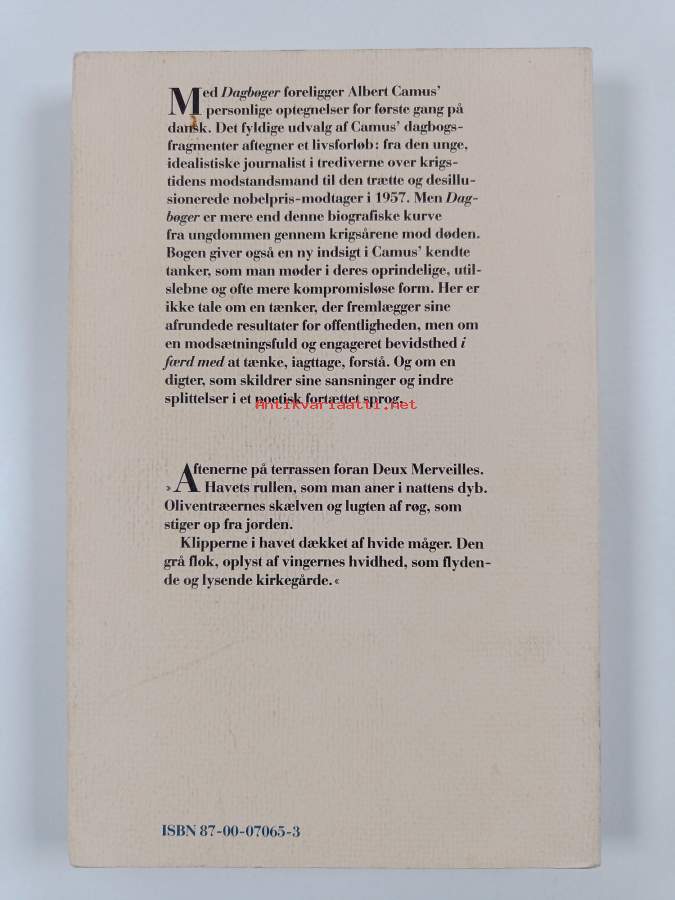 Med Dagbøger foreligger Albert Camus’
personlige optegnelser for første gang på
dansk. Det fyldige udvalg af Camus’ dagbogs-
fragmenter aftegner et livsforløb: fra den unge,
idealistiske journalist i trediverne over krigs-
tidens modstandsmand til den trætte og desillu-
sionerede nobelpris-modtager i 1957. Men Dag-
bøger er mere end denne biografiske kurve
fra ungdommen gennem krigsårene mod døden.
Bogen giver også en ny indsigt i Camus’ kendte
tanker, som man møder i deres oprindelige, util-
slebne og ofte mere kompromisløse form. Her er
ikke tale om en tænker, der fremlægger sine
afrundede resultater for offentligheden, men om
en modsætningsfuld og engageret bevidsthed i
færd med at tænke, iagttage, forstå. Og om en
digter, som skildrer sine sansninger og indre
splittelser i et poetisk fortættet sprog.
Antikvariaatti.net
»Aftenerne på terrassen foran Deux Merveilles.
Havets rullen, som man aner i nattens dyb.
Oliventræernes skælven og lugten af røg, som
stiger op fra jorden.
Klipperne i havet dækket af hvide måger. Den
grå flok, oplyst af vingernes hvidhed, som flyden-
de og lysende kirkegårde.«
ISBN 87-00-07065-3